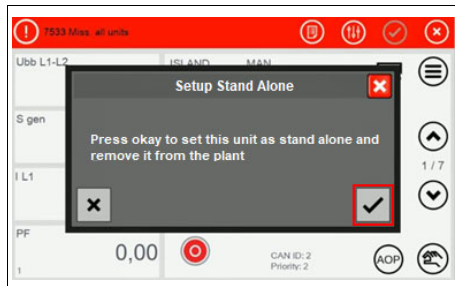 7533 Miss. all units
Ubb L1-L2
ISLAND MAN
Setup Stand Alone
S gen
Press okay to set this unit as stand alone and
remove it from the plant
I L1
1 / 7
PF
0,00
1
CAN ID: 2
Priority: 2
AOP